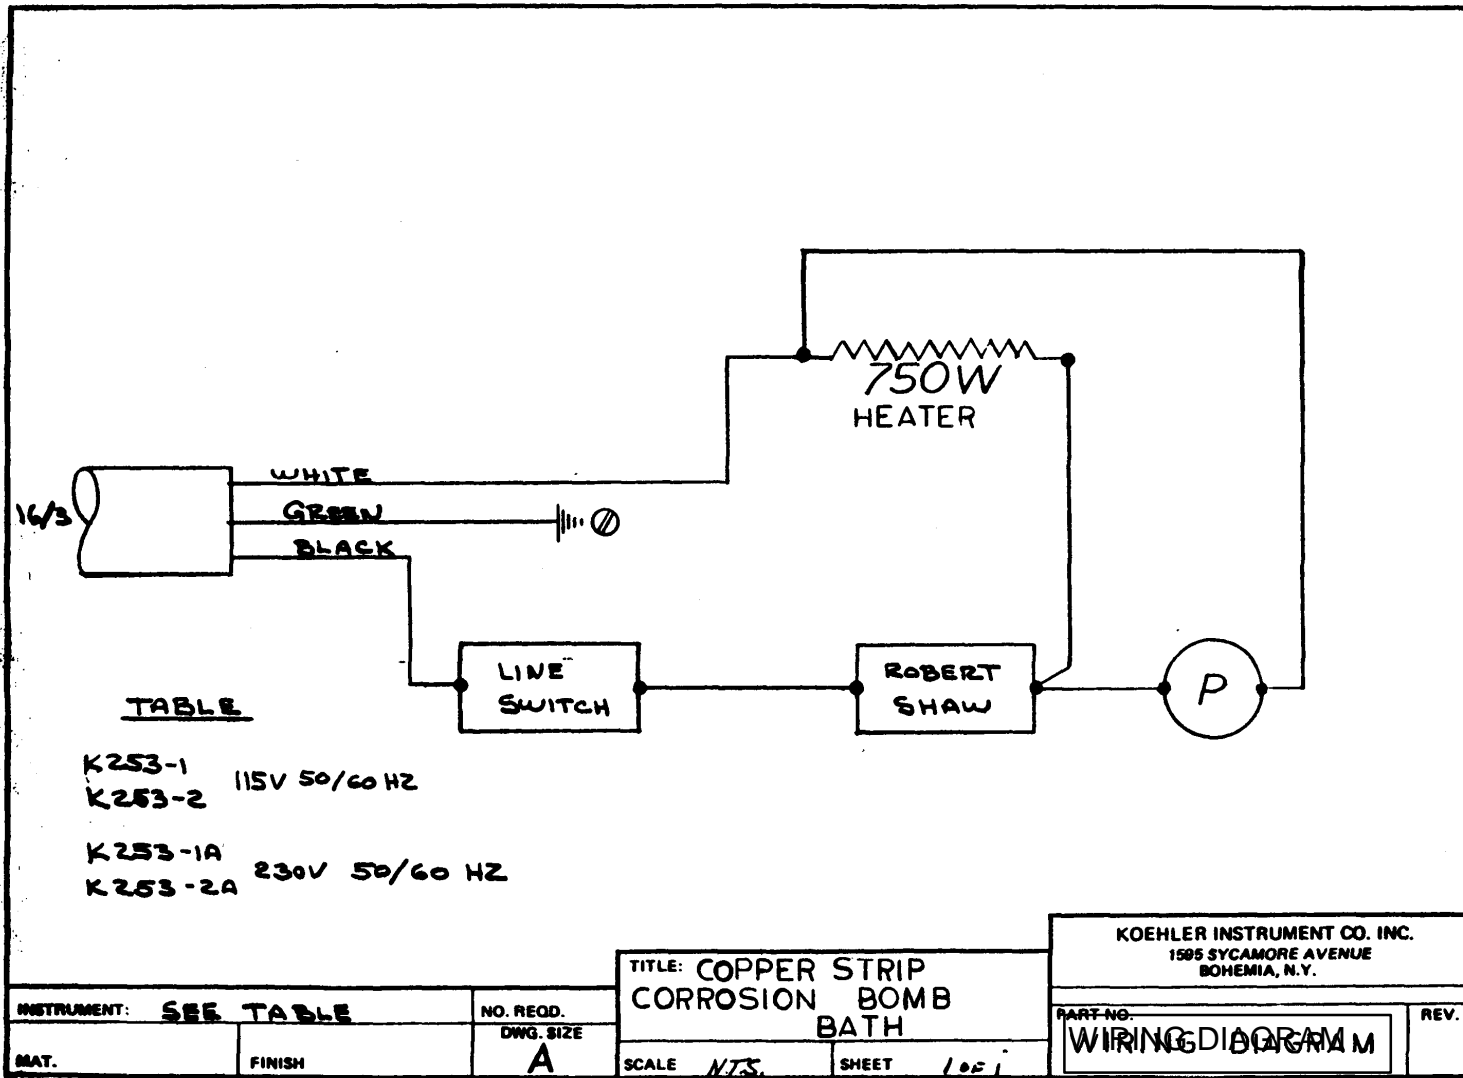 750W
HEATER
WHITE
16/3
GREEN
BLACK
LINE
SWITCH
ROBERT
SHAW
P
TABLE
K253-1
115V 50/60 HZ
K253-2
K253-1A
230V 50/60 HZ
K253-2A
KOEHLER INSTRUMENT CO. INC.
1595 SYCAMORE AVENUE
BOHEMIA, N.Y.
TITLE: COPPER STRIP
CORROSION BOMB
BATH
INSTRUMENT: SEE TABLE
NO. REQD.
DWG. SIZE
A
MAT.
FINISH
SCALE NTS.
SHEET 1 OF 1
PART NO.
WIRING DIAGRAM
REV.